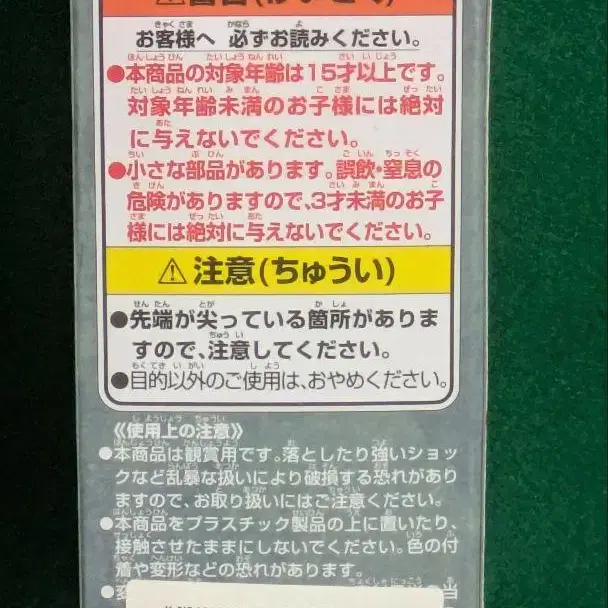 ⚠警告(けいこく)
お客様へ 必ずお読みください。
●本商品の対象年齢は15才以上です。
対象年齢未満のお子様には絶対
に与えないでください。
●小さな部品があります。誤飲・窒息の
危険がありますので、3才未満のお子
様には絶対に与えないでください。
⚠注意(ちゅうい)
●先端が尖っている箇所がありま
すので、注意してください。
●目的以外のご使用は、おやめください。
《使用上の注意》
●本商品は観賞用です。落としたり強いショッ
クなど乱暴な扱いにより破損する恐れがあり
ますので、お取り扱いにはご注意ください。
●本商品をプラスチック製品の上に置いたり、
接触させたままにしないでください。色の付
着や変形などの恐れがあります。